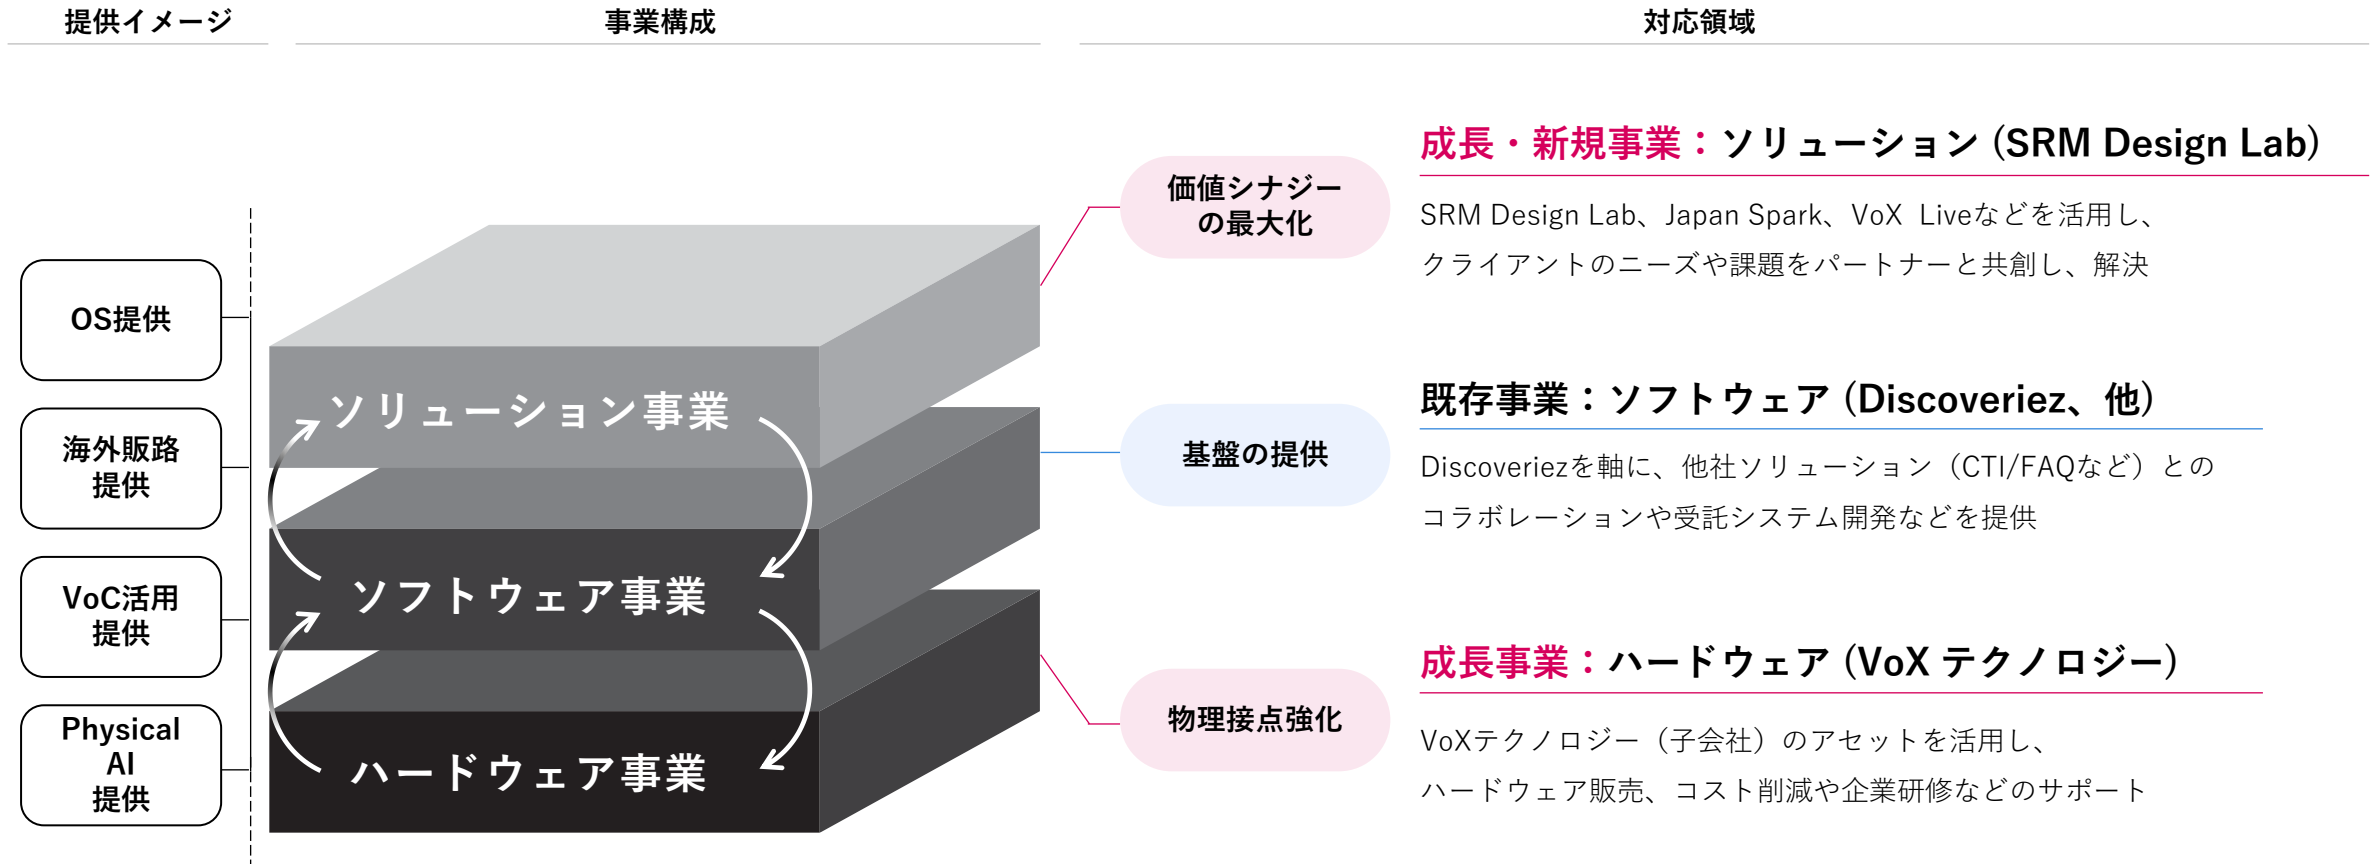 提供イメージ
事業構成
対応領域
OS提供
海外販路
提供
VoC活用
提供
Physical
AI
提供
ソリューション事業
ソフトウェア事業
ハードウェア事業
価値シナジー
の最大化
成長・新規事業：ソリューション (SRM Design Lab)
SRM Design Lab、Japan Spark、VoX Liveなどを活用し、
クライアントのニーズや課題をパートナーと共創し、解決
基盤の提供
既存事業：ソフトウェア (Discoveriez、他)
Discoveriezを軸に、他社ソリューション（CTI/FAQなど）との
コラボレーションや受託システム開発などを提供
物理接点強化
成長事業：ハードウェア (VoX テクノロジー)
VoXテクノロジー（子会社）のアセットを活用し、
ハードウェア販売、コスト削減や企業研修などのサポート